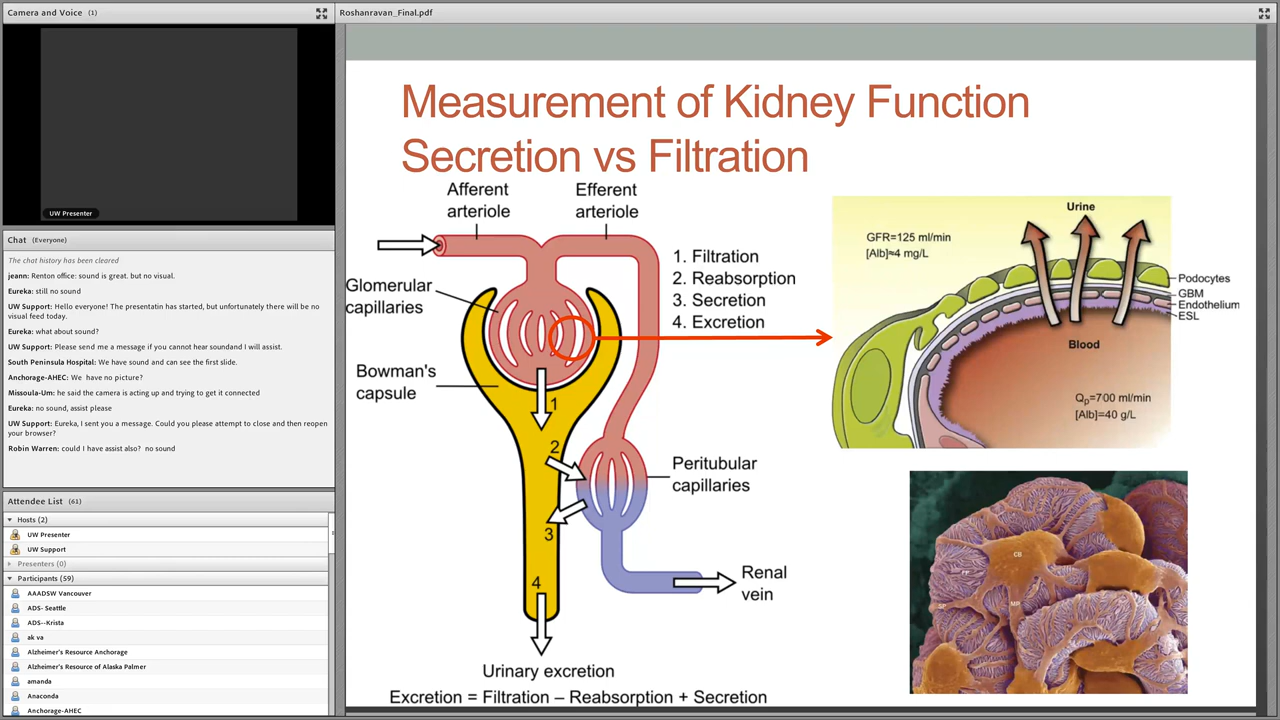 Camera and Voice (1)
UW Presenter
Chat (Everyone)
The chat history has been cleared
jeann: Renton office: sound is great. but no visual.
Eureka: still no sound
UW Support: Hello everyone! The presentatin has started, but unfortunately there will be no
visual feed today.
Eureka: what about sound?
UW Support: Please send me a message if you cannot hear soundand I will assist.
South Peninsula Hospital: We have sound and can see the first slide.
Anchorage-AHEC: We have no picture?
Missoula-Um: he said the camera is acting up and trying to get it connected
Eureka: no sound, assist please
UW Support: Eureka, I sent you a message. Could you please attempt to close and then reopen
your browser?
Robin Warren: could I have assist also? no sound
Attendee List (61)
Hosts (2)
UW Presenter
UW Support
Presenters (0)
Participants (59)
AAADSW Vancouver
ADS- Seattle
ADS--Krista
ak va
Alzheimer's Resource Anchorage
Alzheimer's Resource of Alaska Palmer
amanda
Anaconda
Anchorage-AHEC
Roshanravan_Final.pdf
Measurement of Kidney Function
Secretion vs Filtration
Afferent
arteriole
Efferent
arteriole
1. Filtration
2. Reabsorption
3. Secretion
4. Excretion
Glomerular
capillaries
Bowman's
capsule
1
2
3
4
Peritubular
capillaries
Renal
vein
Urinary excretion
Excretion = Filtration – Reabsorption + Secretion
Urine
GFR=125 ml/min
[Alb]≈4 mg/L
Podocytes
GBM
Endothelium
ESL
Blood
Qp=700 ml/min
[Alb]=40 g/L
CB
MP